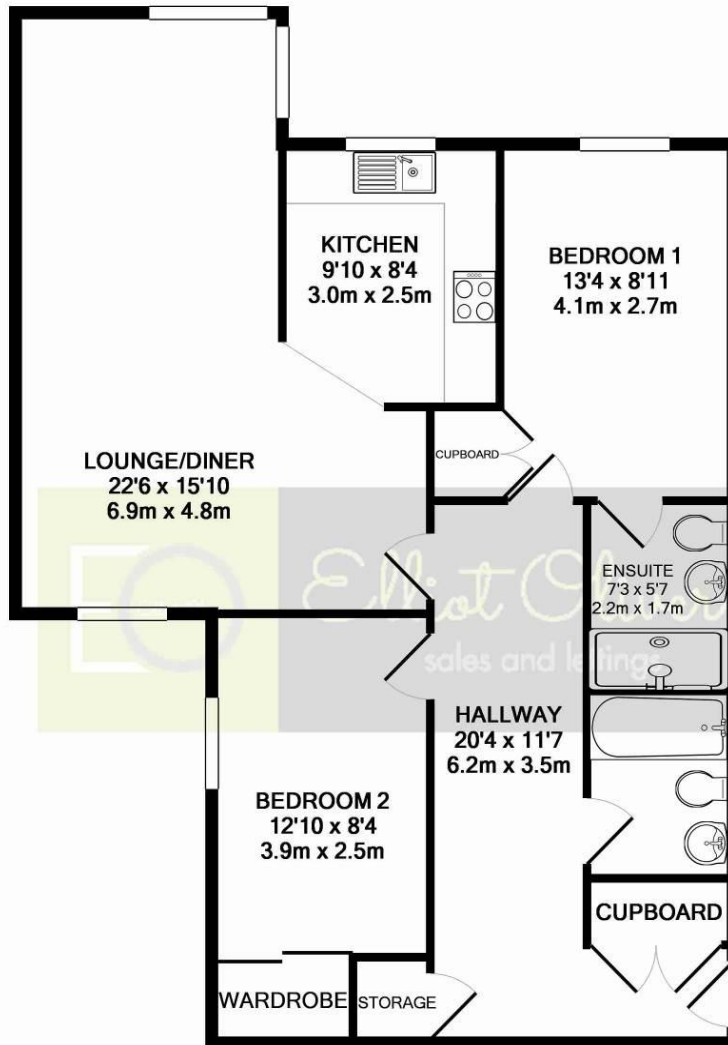 KITCHEN
9'10 x 8'4
3.0m x 2.5m
BEDROOM 1
13'4 x 8'11
4.1m x 2.7m
CUPBOARD
LOUNGE/DINER
22'6 x 15'10
6.9m x 4.8m
ENSUITE
7'3 x 5'7
2.2m x 1.7m
Elliot Oliver
sales and lettings
HALLWAY
20'4 x 11'7
6.2m x 3.5m
BEDROOM 2
12'10 x 8'4
3.9m x 2.5m
CUPBOARD
WARDROBE
STORAGE